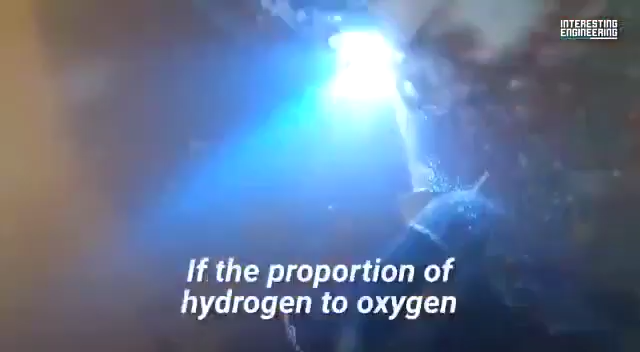 INTERESTING
ENGINEERING
If the proportion of
hydrogen to oxygen